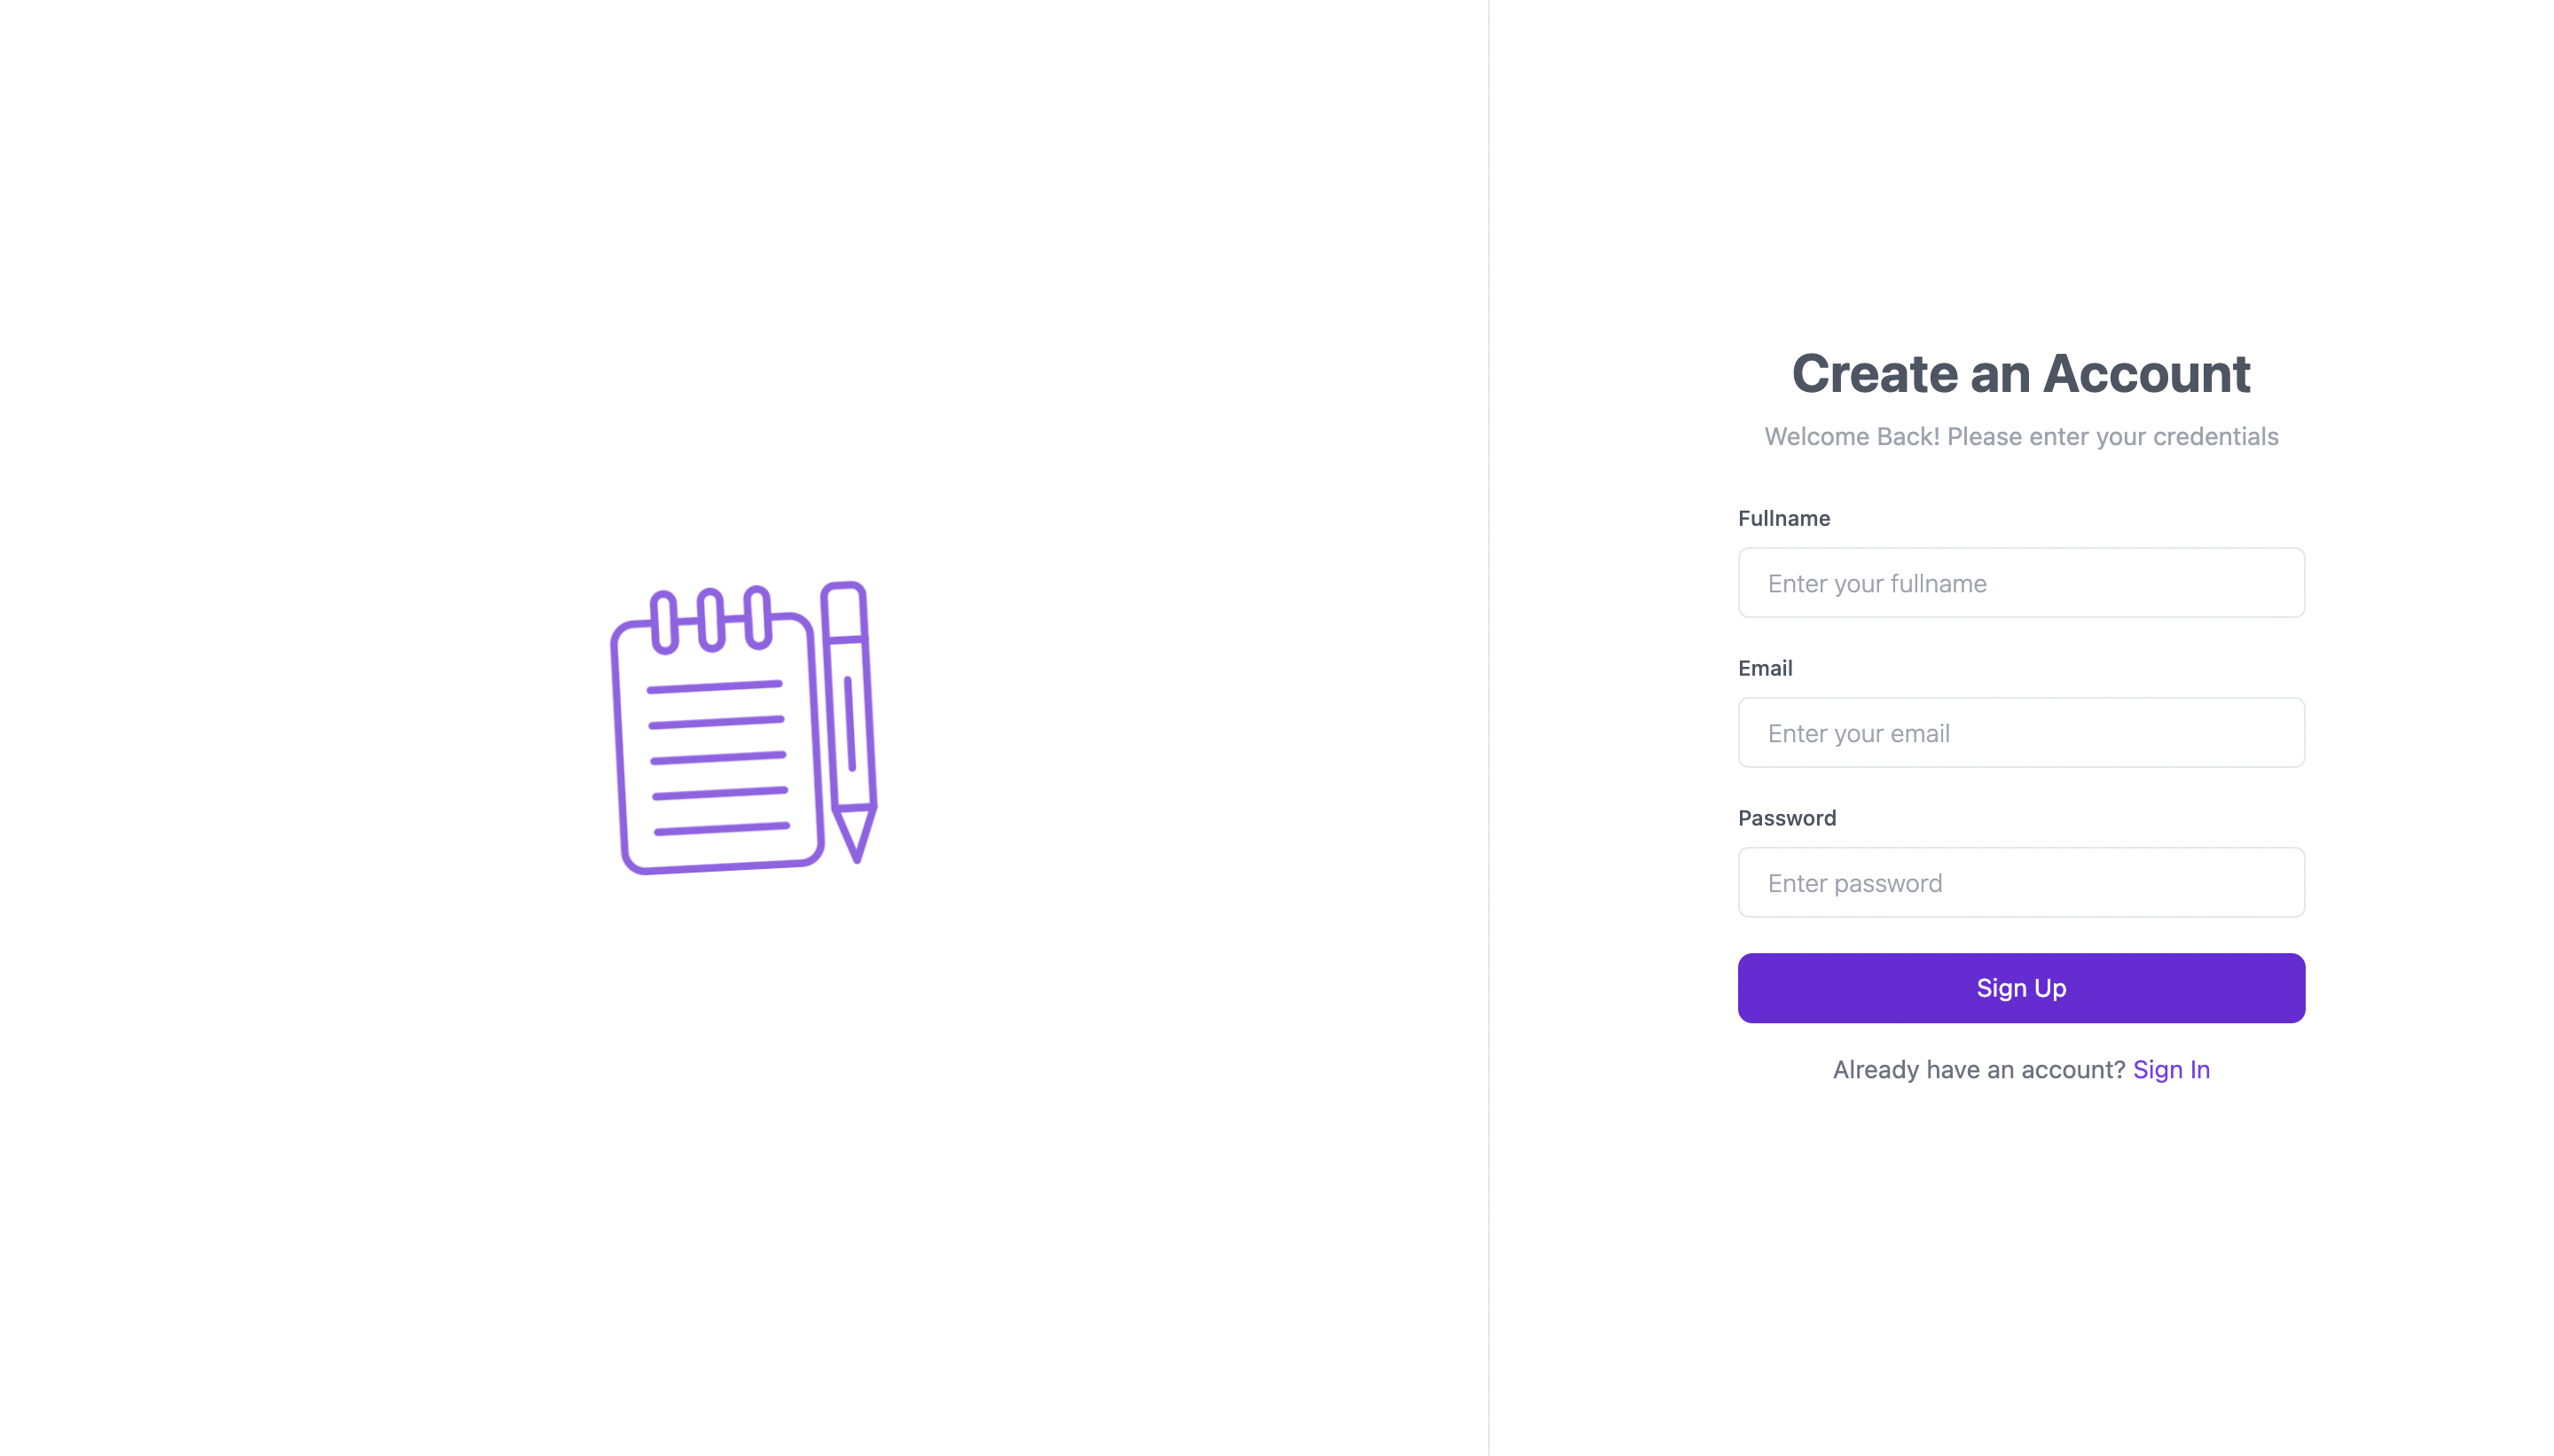 Create an Account
Welcome Back! Please enter your credentials
Fullname
Enter your fullname
Email
Enter your email
Password
Enter password
Sign Up
Already have an account? Sign In